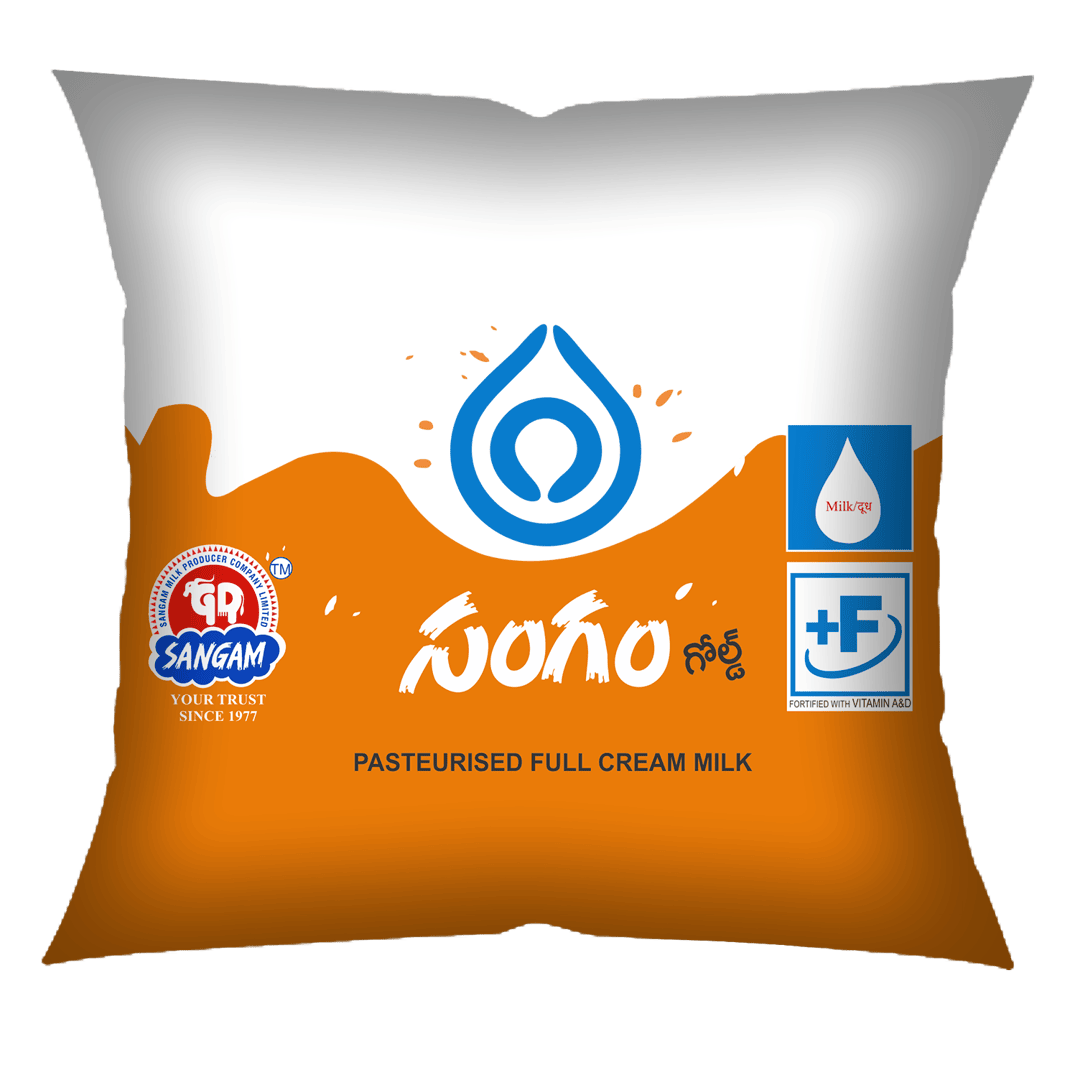 Milk/दूध
SANGAM MILK PRODUCER COMPANY LIMITED
TM
SANGAM
YOUR TRUST
SINCE 1977
సంగం గోల్డ్
+F
FORTIFIED WITH VITAMIN A&D
PASTEURISED FULL CREAM MILK